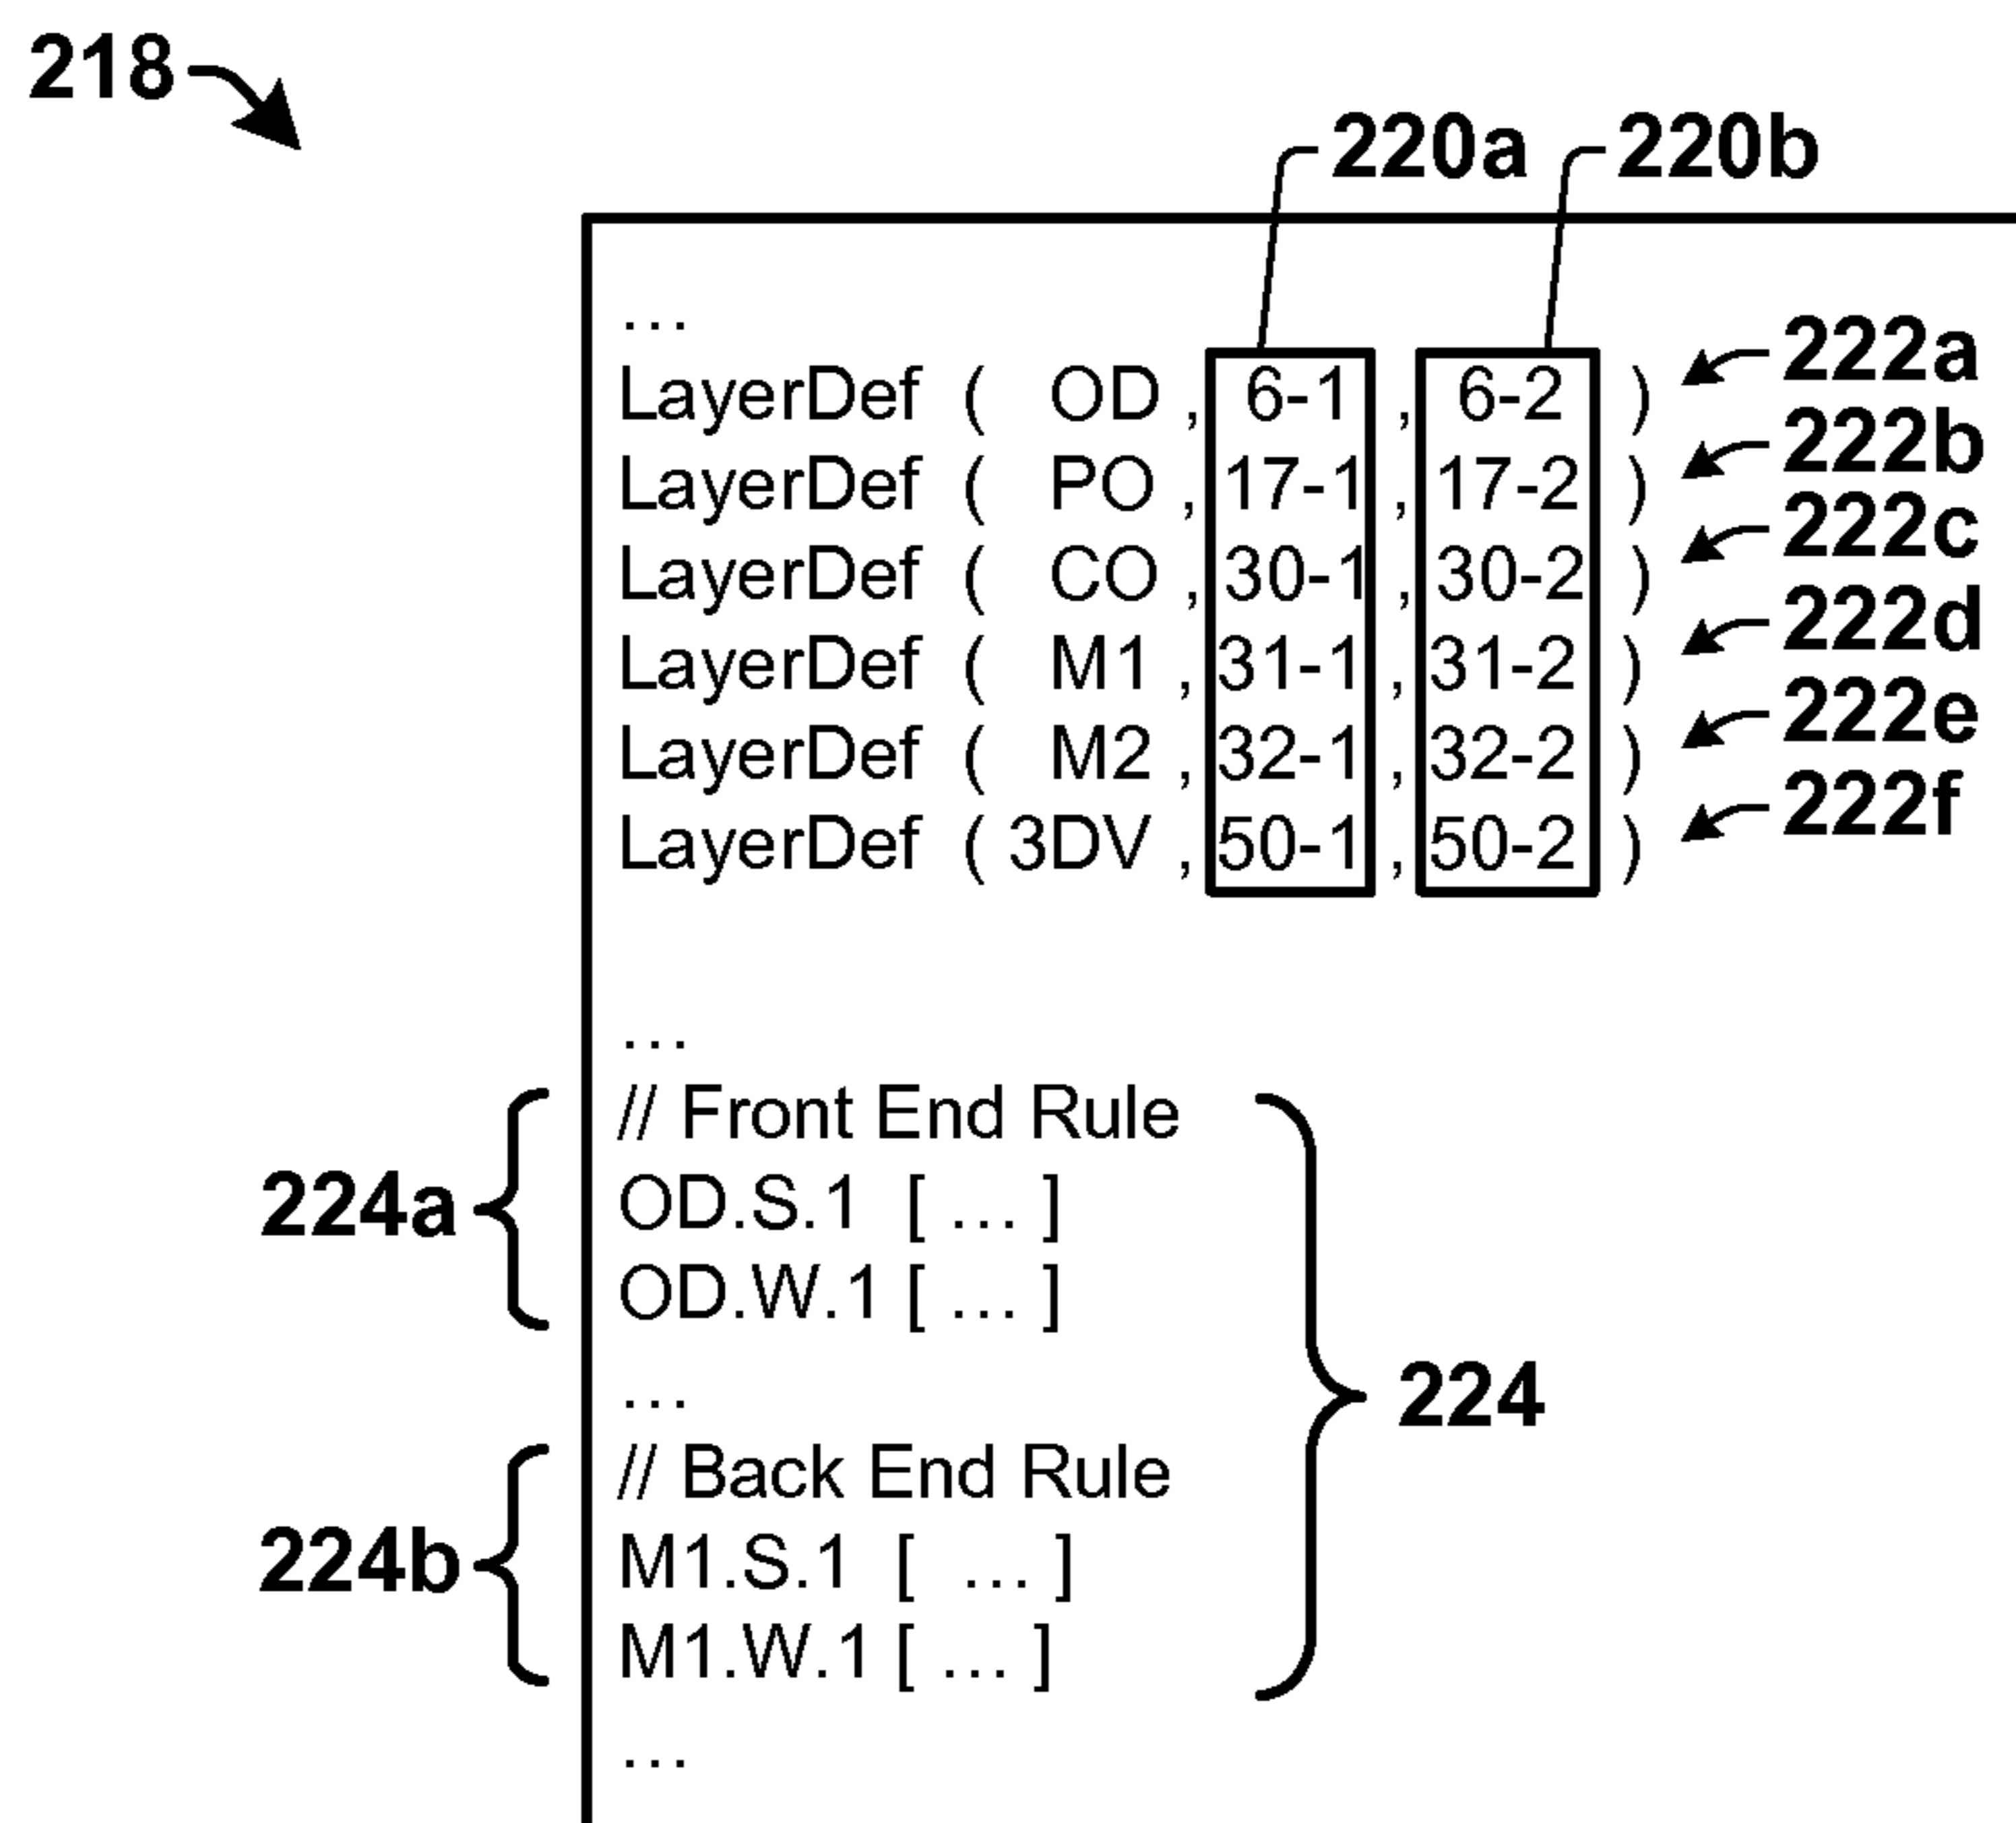 218
220a 220b
...
LayerDef ( OD , 6-1 , 6-2 ) 222a
LayerDef ( PO , 17-1 , 17-2 ) 222b
LayerDef ( CO , 30-1 , 30-2 ) 222c
LayerDef ( M1 , 31-1 , 31-2 ) 222d
LayerDef ( M2 , 32-1 , 32-2 ) 222e
LayerDef ( 3DV , 50-1 , 50-2 ) 222f
...
// Front End Rule
224a OD.S.1 [ ... ]
OD.W.1 [ ... ]
... 224
// Back End Rule
224b M1.S.1 [ ... ]
M1.W.1 [ ... ]
...